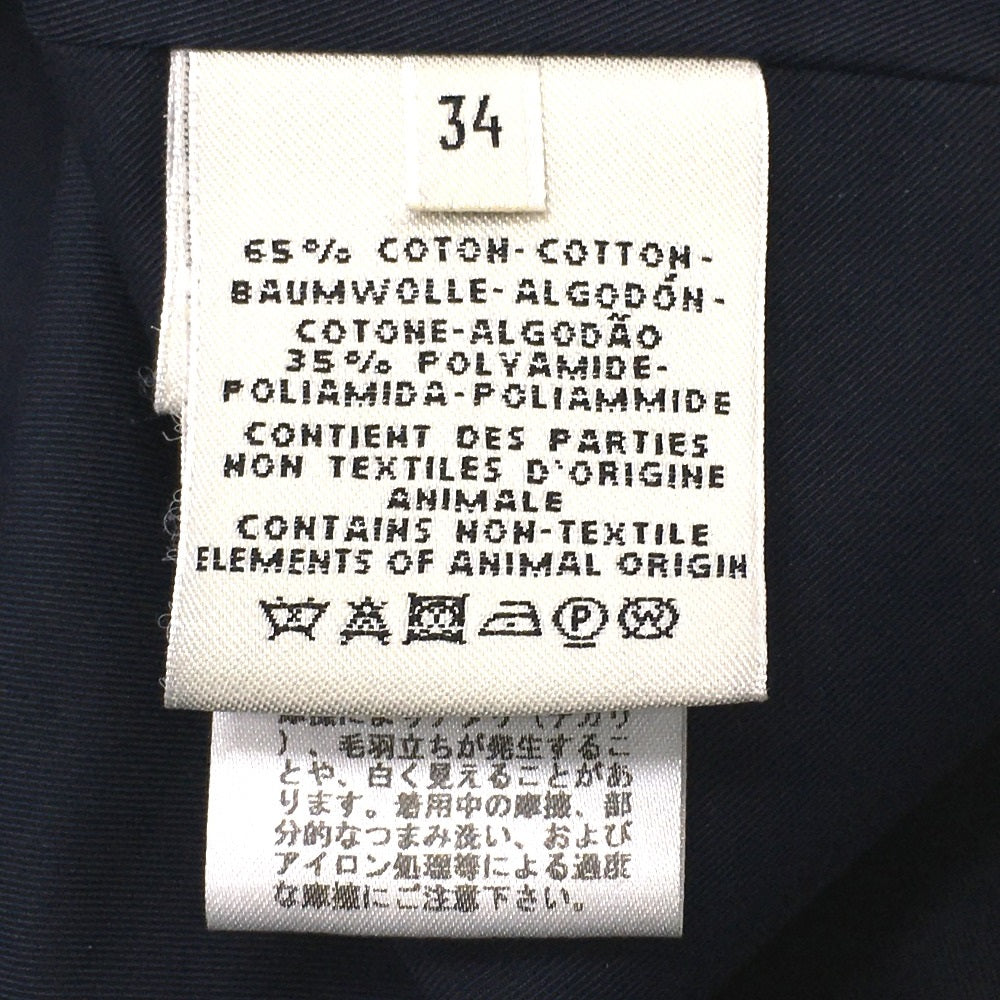 34
65% COTON-COTTON-
BAUMWOLLE-ALGODÓN-
COTONE-ALGODÃO
35% POLYAMIDE-
POLIAMIDA-POLIAMMIDE
CONTIENT DES PARTIES
NON TEXTILES D'ORIGINE
ANIMALE
CONTAINS NON-TEXTILE
ELEMENTS OF ANIMAL ORIGIN
P W
)、毛羽立ちが発生するこ
とや、白く見えることがあ
ります。着用中の摩擦、部
分的なつまみ洗い、および
アイロン処理等による過度
な摩擦にご注意下さい。